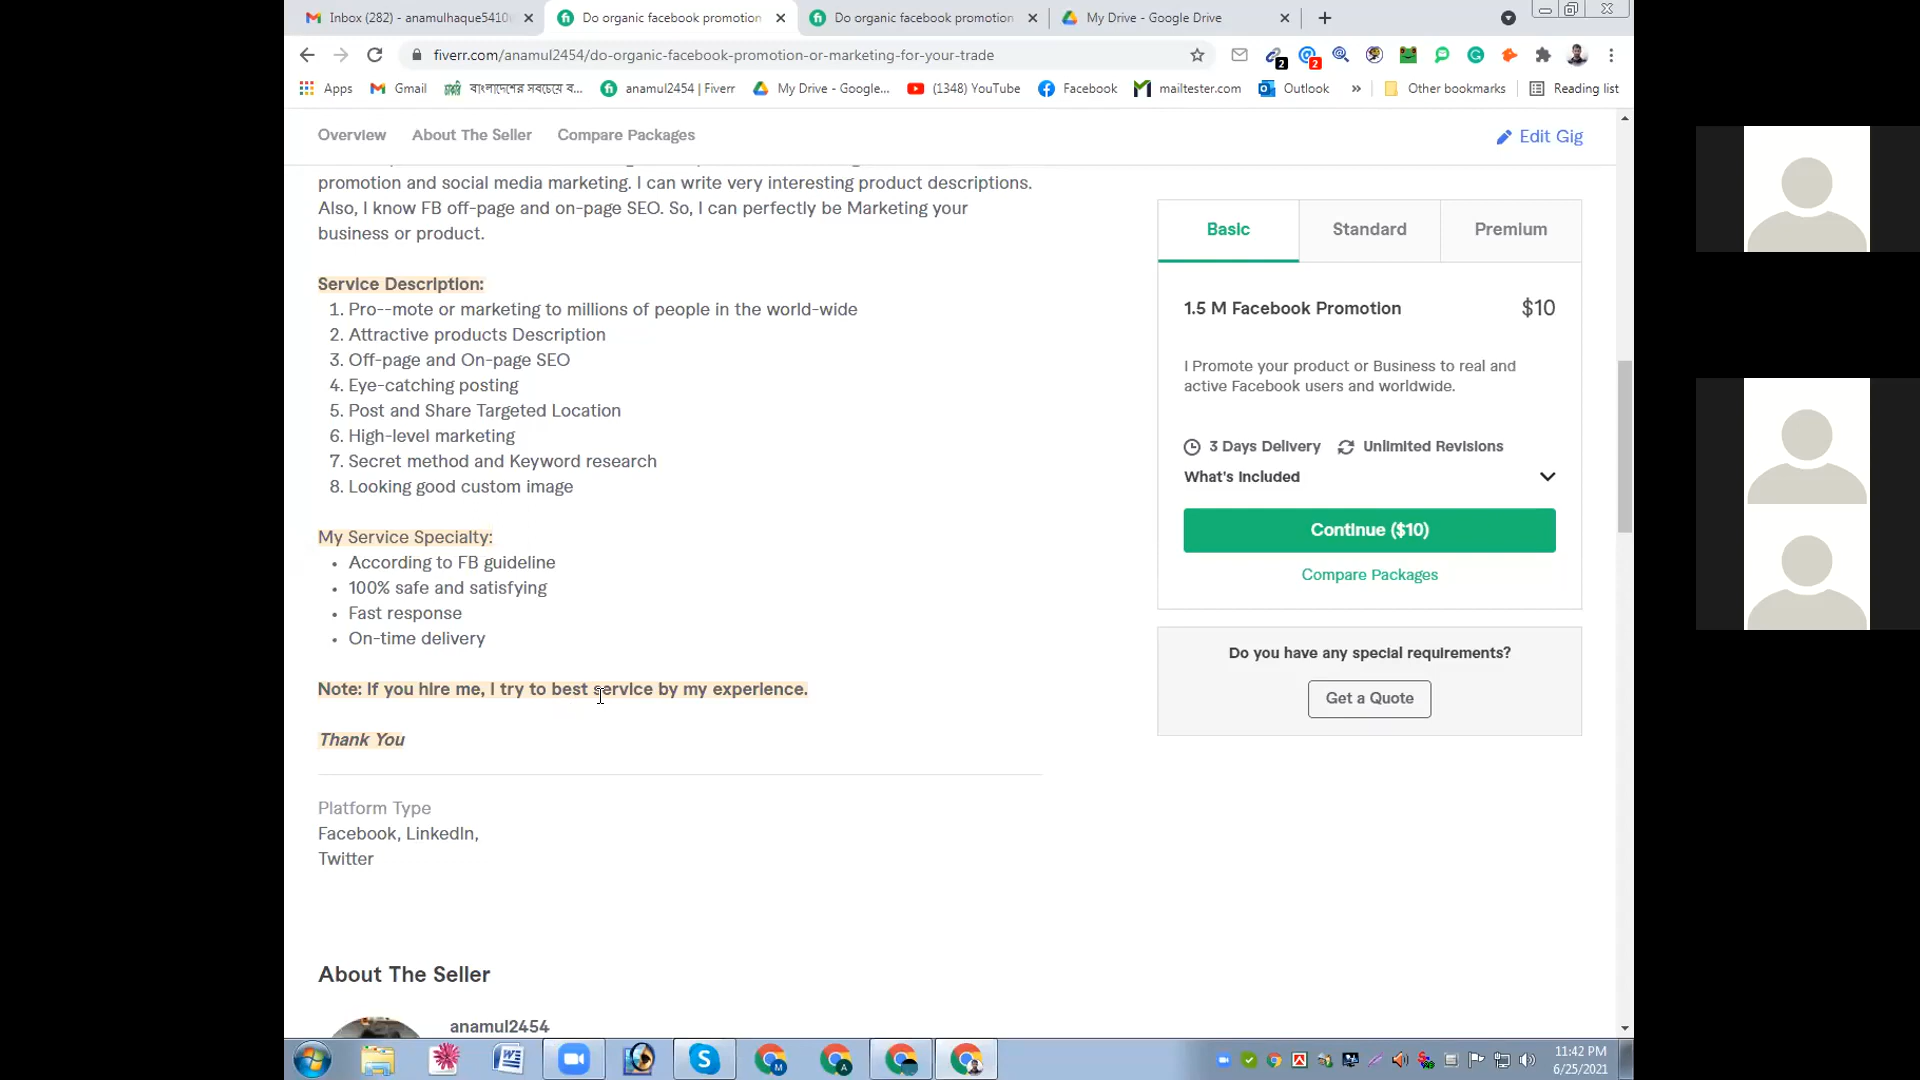 Inbox (282) - anamulhaque5410
Do organic facebook promotion
Do organic facebook promotion
My Drive - Google Drive
fiverr.com/anamul2454/do-organic-facebook-promotion-or-marketing-for-your-trade
2
2
Apps
Gmail
বাংলাদেশের সবচেয়ে ব...
anamul2454 | Fiverr
My Drive - Google...
(1348) YouTube
Facebook
mailtester.com
Outlook
»
Other bookmarks
Reading list
Overview
About The Seller
Compare Packages
Edit Gig
promotion and social media marketing. I can write very interesting product descriptions.
Also, I know FB off-page and on-page SEO. So, I can perfectly be Marketing your
business or product.
Service Description:
1. Pro--mote or marketing to millions of people in the world-wide
2. Attractive products Description
3. Off-page and On-page SEO
4. Eye-catching posting
5. Post and Share Targeted Location
6. High-level marketing
7. Secret method and Keyword research
8. Looking good custom image
My Service Specialty:
• According to FB guideline
• 100% safe and satisfying
• Fast response
• On-time delivery
Note: If you hire me, I try to best service by my experience.
Thank You
Platform Type
Facebook, LinkedIn,
Twitter
About The Seller
anamul2454
Basic
Standard
Premium
1.5 M Facebook Promotion
$10
I Promote your product or Business to real and
active Facebook users and worldwide.
3 Days Delivery
Unlimited Revisions
What's Included
Continue ($10)
Compare Packages
Do you have any special requirements?
Get a Quote
11:42 PM
6/25/2021